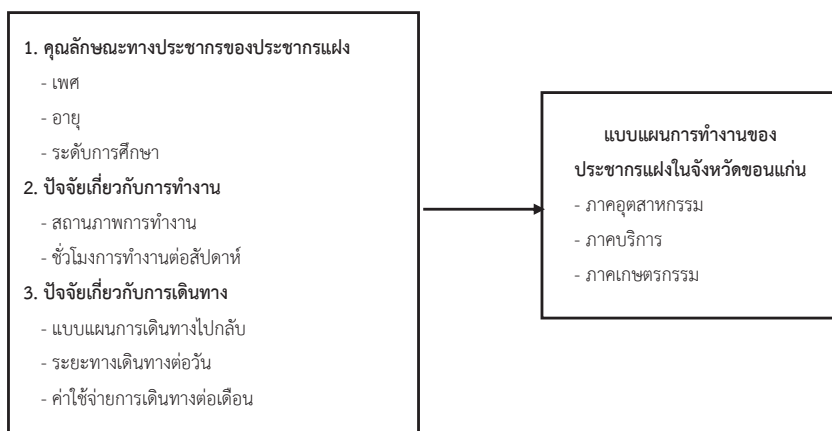 1. คุณลักษณะทางประชากรของประชากรแฝง
- เพศ
- อายุ
- ระดับการศึกษา
2. ปัจจัยเกี่ยวกับการทำงาน
- สถานภาพการทำงาน
- ชั่วโมงการทำงานต่อสัปดาห์
3. ปัจจัยเกี่ยวกับการเดินทาง
- แบบแผนการเดินทางไปกลับ
- ระยะทางเดินทางต่อวัน
- ค่าใช้จ่ายการเดินทางต่อเดือน
แบบแผนการทำงานของ
ประชากรแฝงในจังหวัดขอนแก่น
- ภาคอุตสาหกรรม
- ภาคบริการ
- ภาคเกษตรกรรม